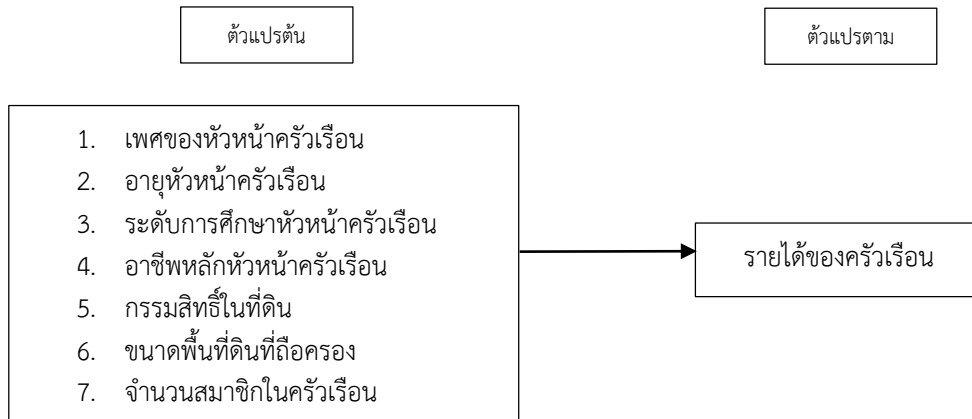 ตัวแปรต้น
ตัวแปรตาม
1. เพศของหัวหน้าครัวเรือน
2. อายุหัวหน้าครัวเรือน
3. ระดับการศึกษาหัวหน้าครัวเรือน
4. อาชีพหลักหัวหน้าครัวเรือน
5. กรรมสิทธิ์ในที่ดิน
6. ขนาดพื้นที่ดินที่ถือครอง
7. จำนวนสมาชิกในครัวเรือน
รายได้ของครัวเรือน